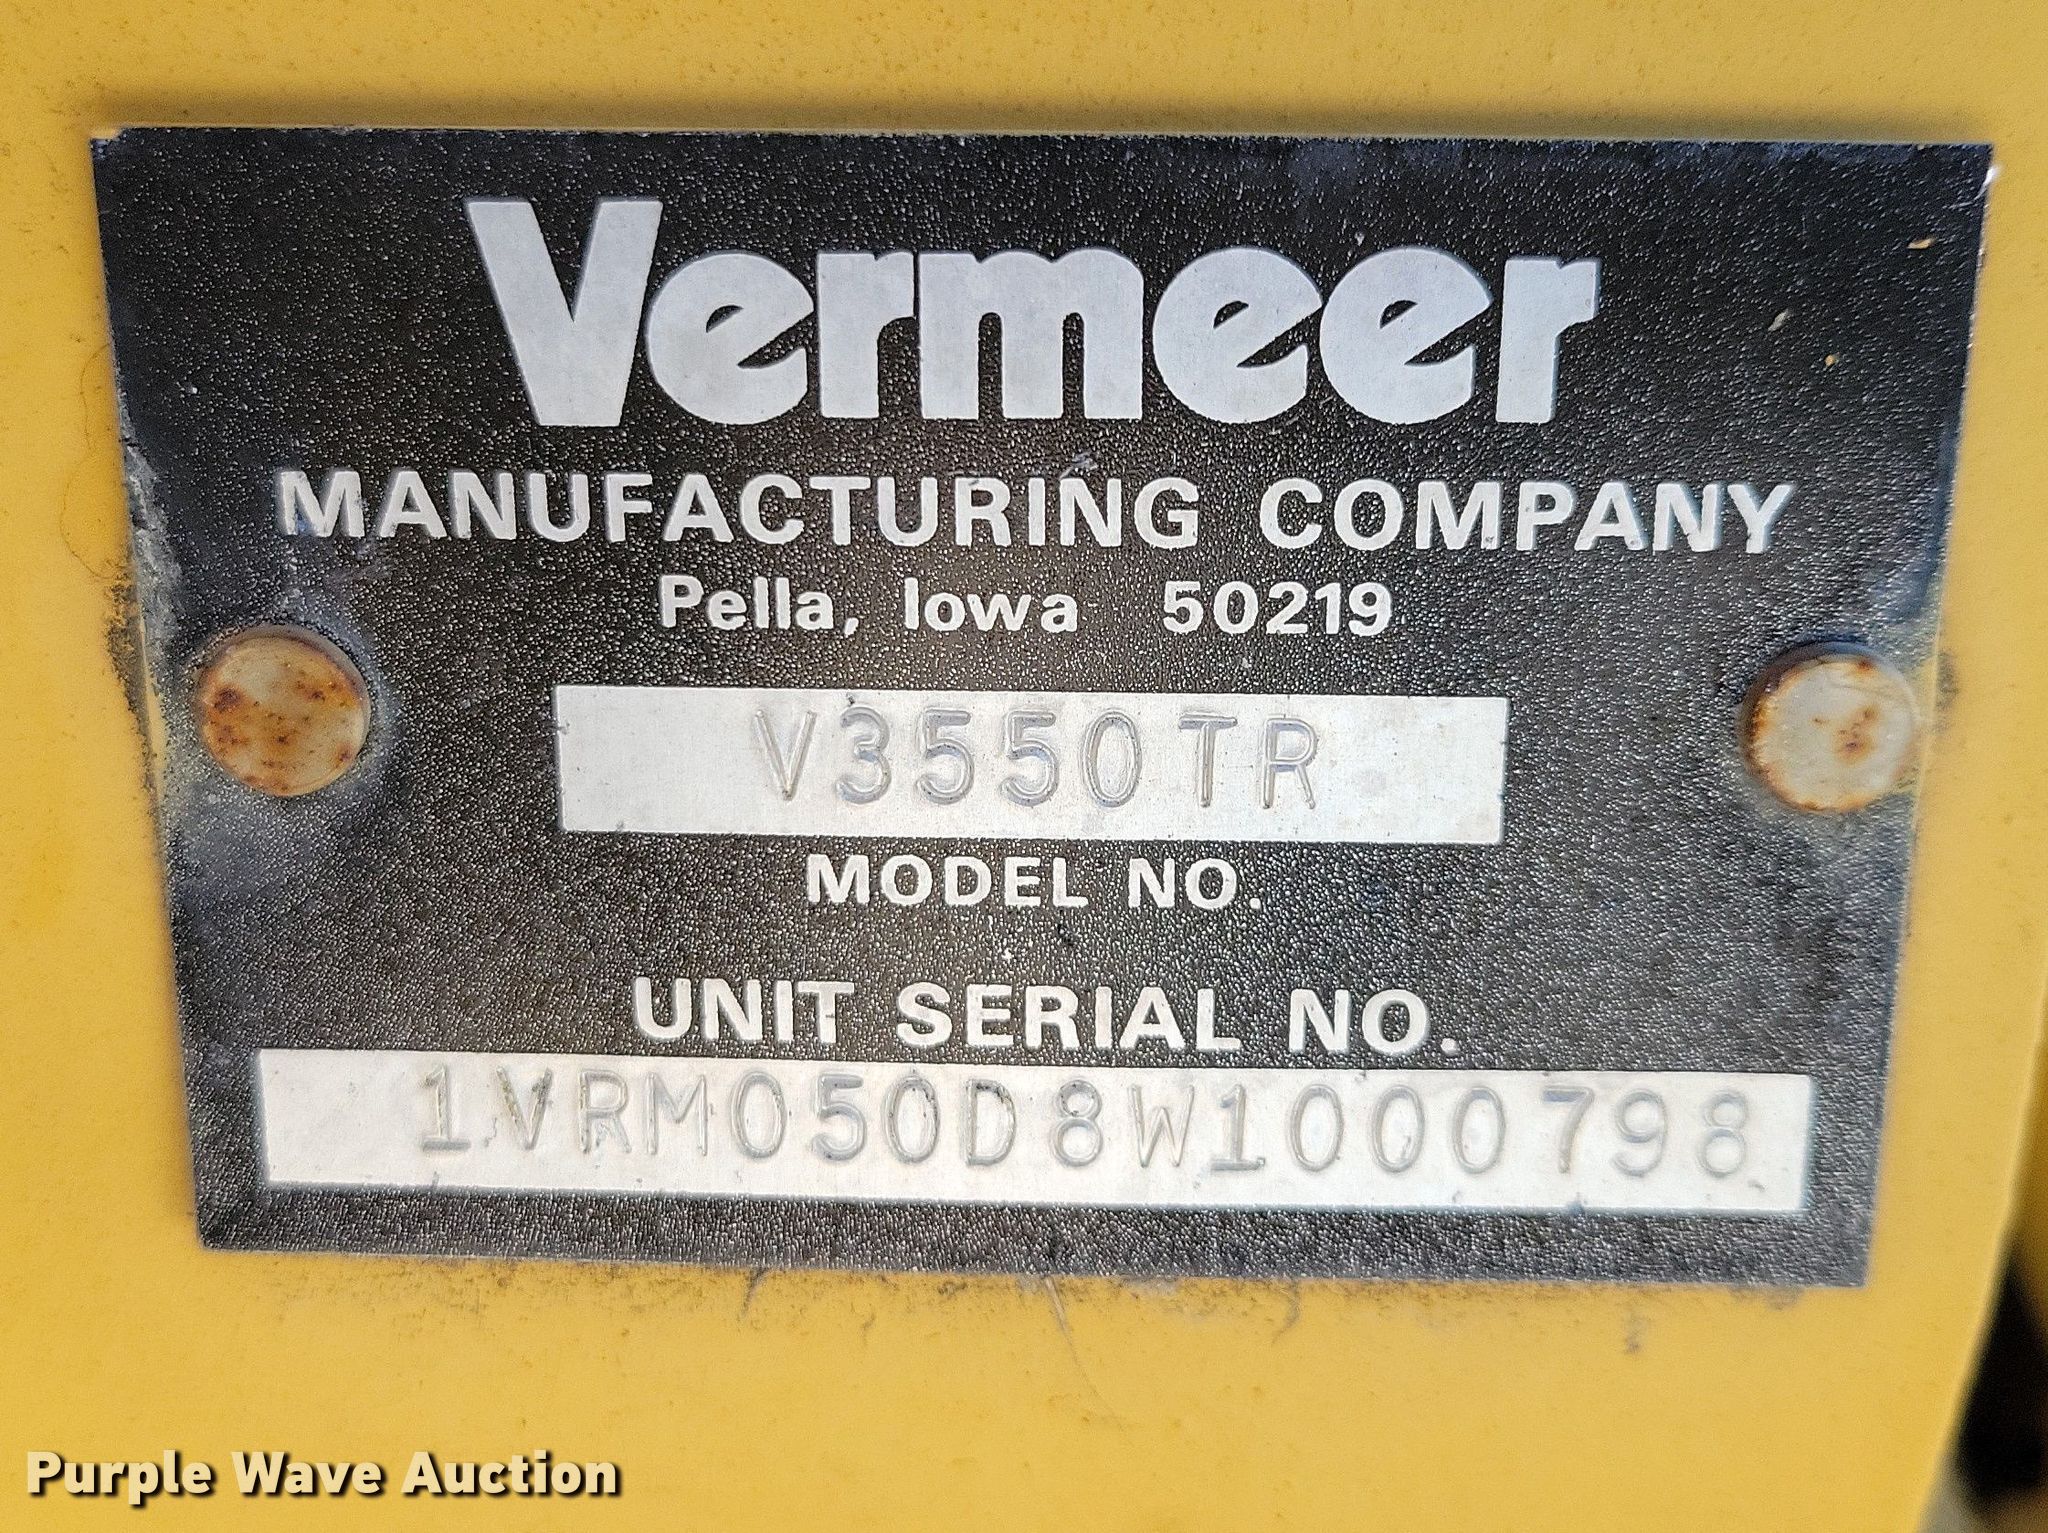 Vermeer
MANUFACTURING COMPANY
Pella, Iowa 50219
V3550TR
MODEL NO.
UNIT SERIAL NO.
1VRM050D8W1000798
Purple Wave Auction